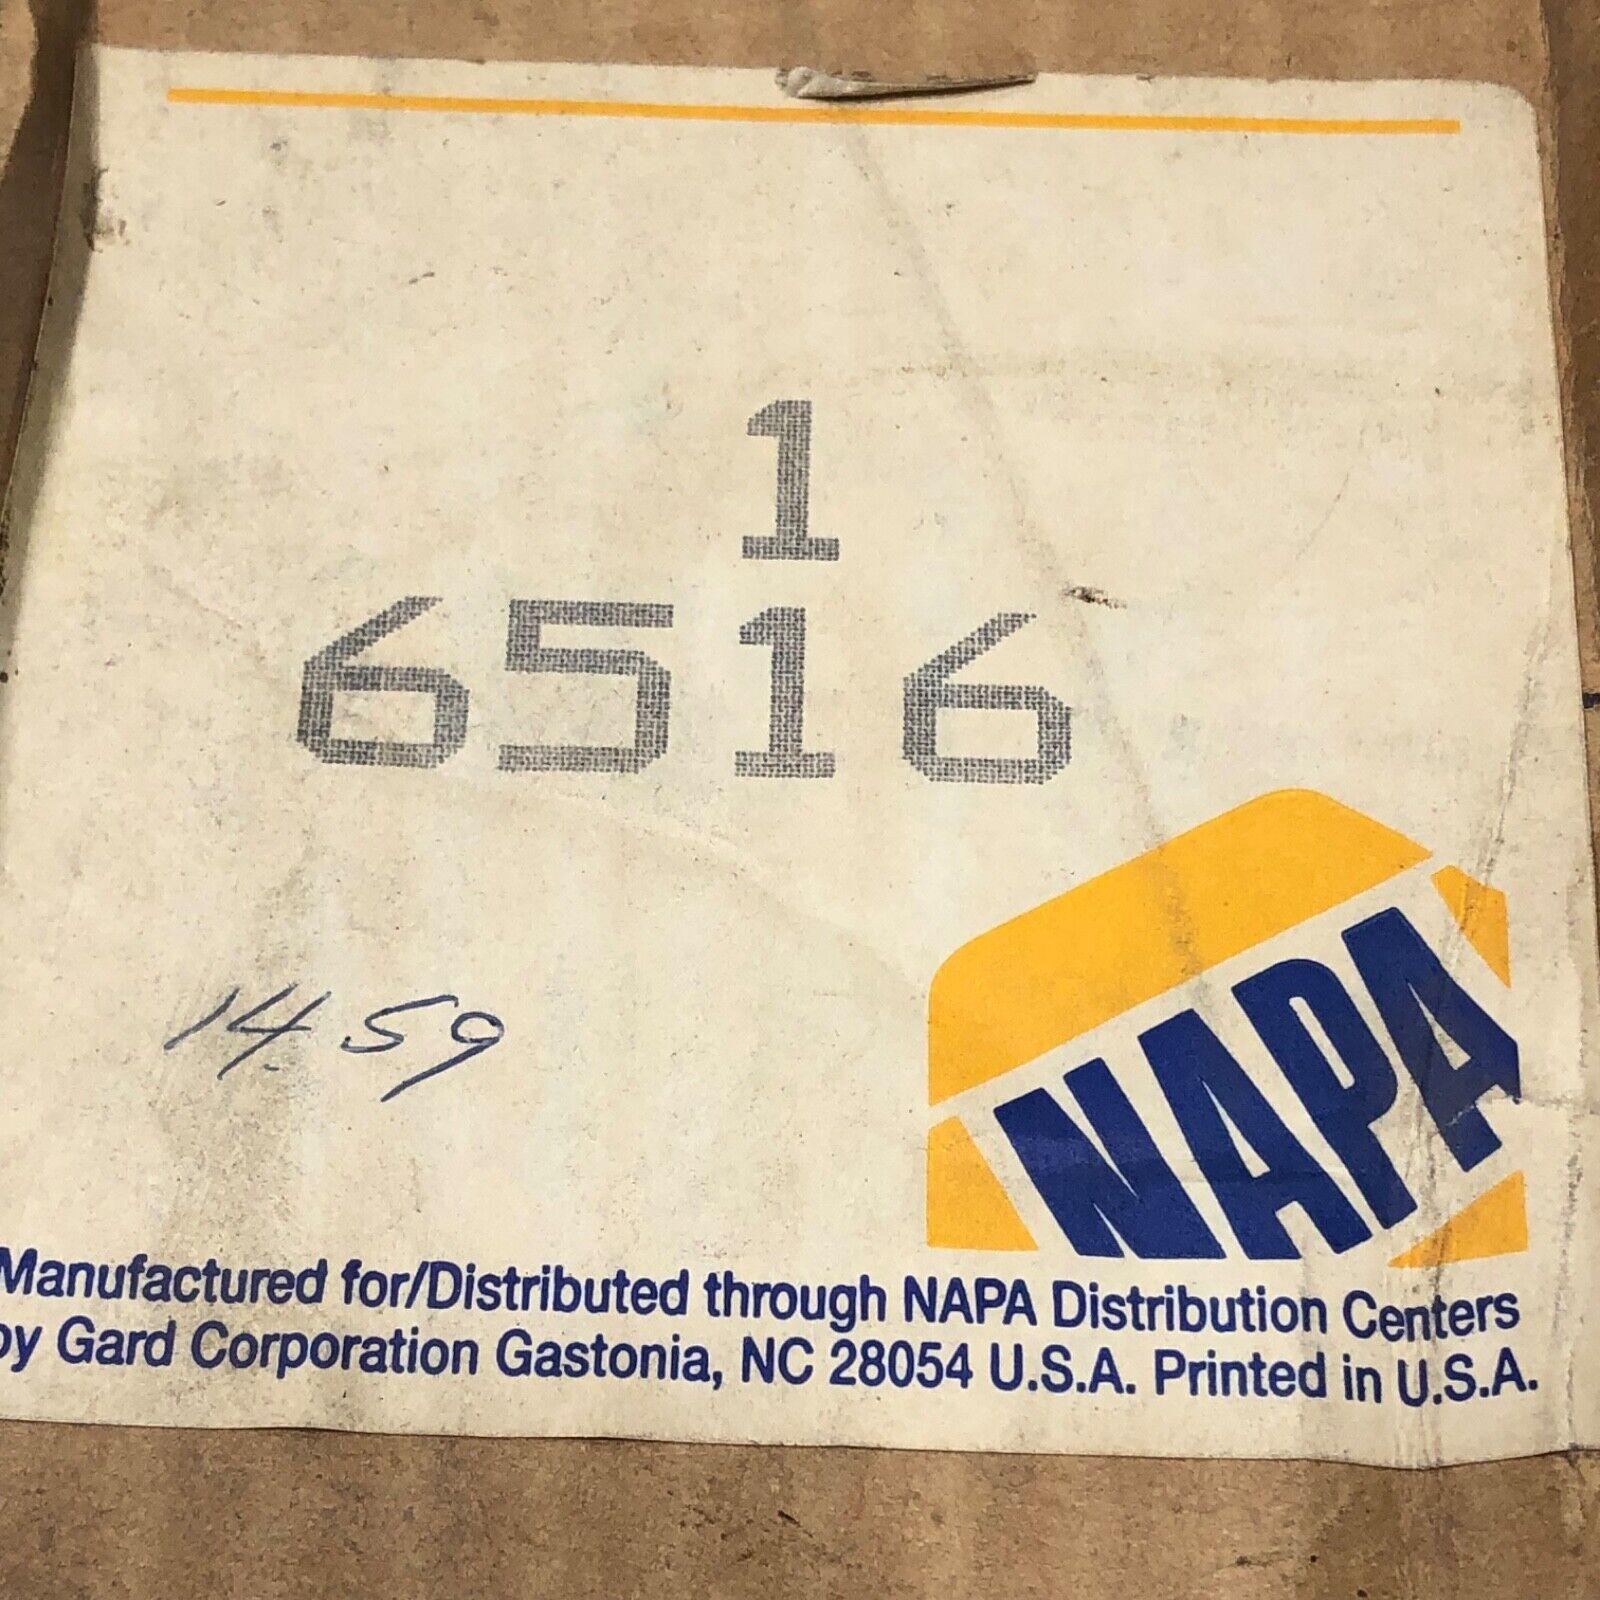 1
6516
14.59
NAPA
Manufactured for/Distributed through NAPA Distribution Centers
by Gard Corporation Gastonia, NC 28054 U.S.A. Printed in U.S.A.